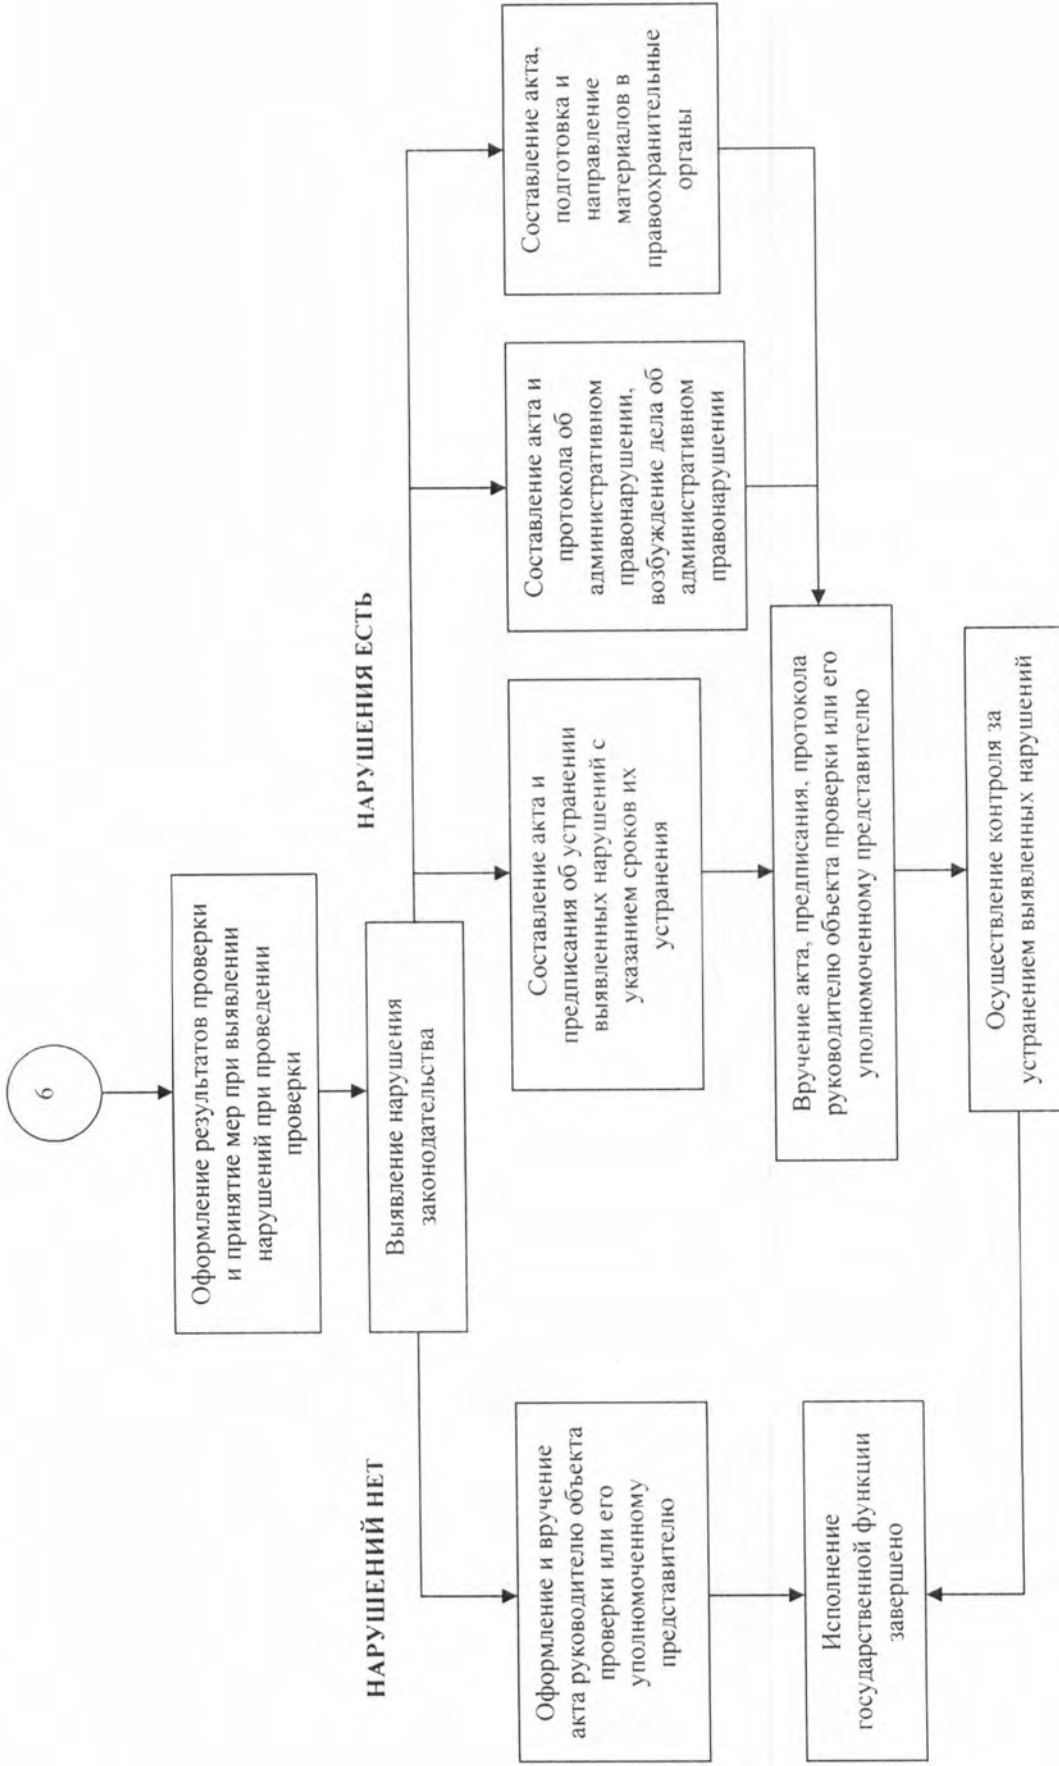 6
Оформление результатов проверки
и принятие мер при выявлении
нарушений при проведении
проверки
Выявление нарушения
законодательства
НАРУШЕНИЙ НЕТ
НАРУШЕНИЯ ЕСТЬ
Оформление и вручение
акта руководителю объекта
проверки или его
уполномоченному
представителю
Составление акта и
предписания об устранении
выявленных нарушений с
указанием сроков их
устранения
Составление акта и
протокола об
административном
правонарушении,
возбуждение дела об
административном
правонарушении
Составление акта,
подготовка и
направление
материалов в
правоохранительные
органы
Вручение акта, предписания, протокола
руководителю объекта проверки или его
уполномоченному представителю
Исполнение
государственной функции
завершено
Осуществление контроля за
устранением выявленных нарушений